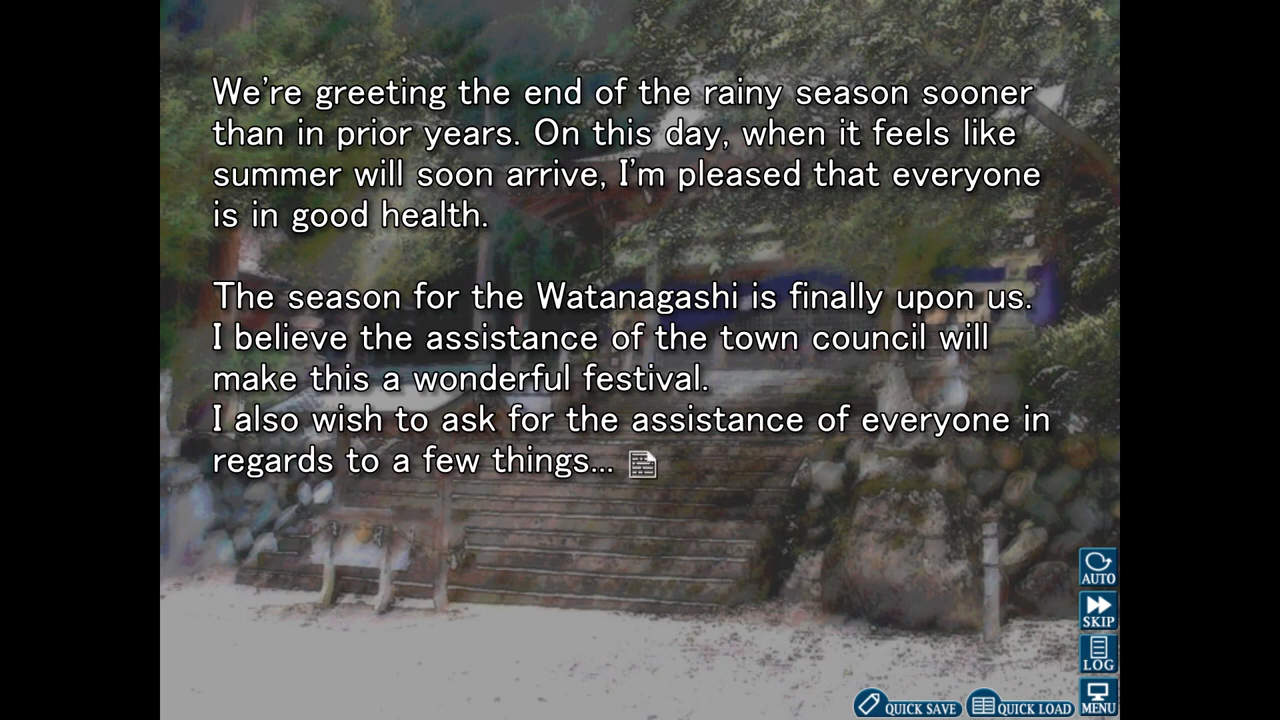 We're greeting the end of the rainy season sooner
than in prior years. On this day, when it feels like
summer will soon arrive, I'm pleased that everyone
is in good health.
The season for the Watanagashi is finally upon us.
I believe the assistance of the town council will
make this a wonderful festival.
I also wish to ask for the assistance of everyone in
regards to a few things...
AUTO
SKIP
LOG
MENU
QUICK SAVE
QUICK LOAD